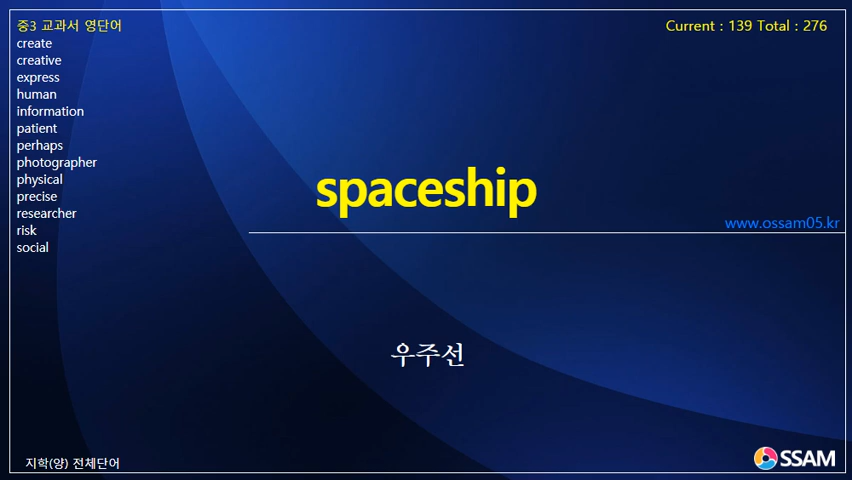 중3 교과서 영단어
Current : 139 Total : 276
create
creative
express
human
information
patient
perhaps
photographer
physical
precise
researcher
risk
social
spaceship
www.ossam05.kr
우주선
지학(양) 전체단어
OSSAM